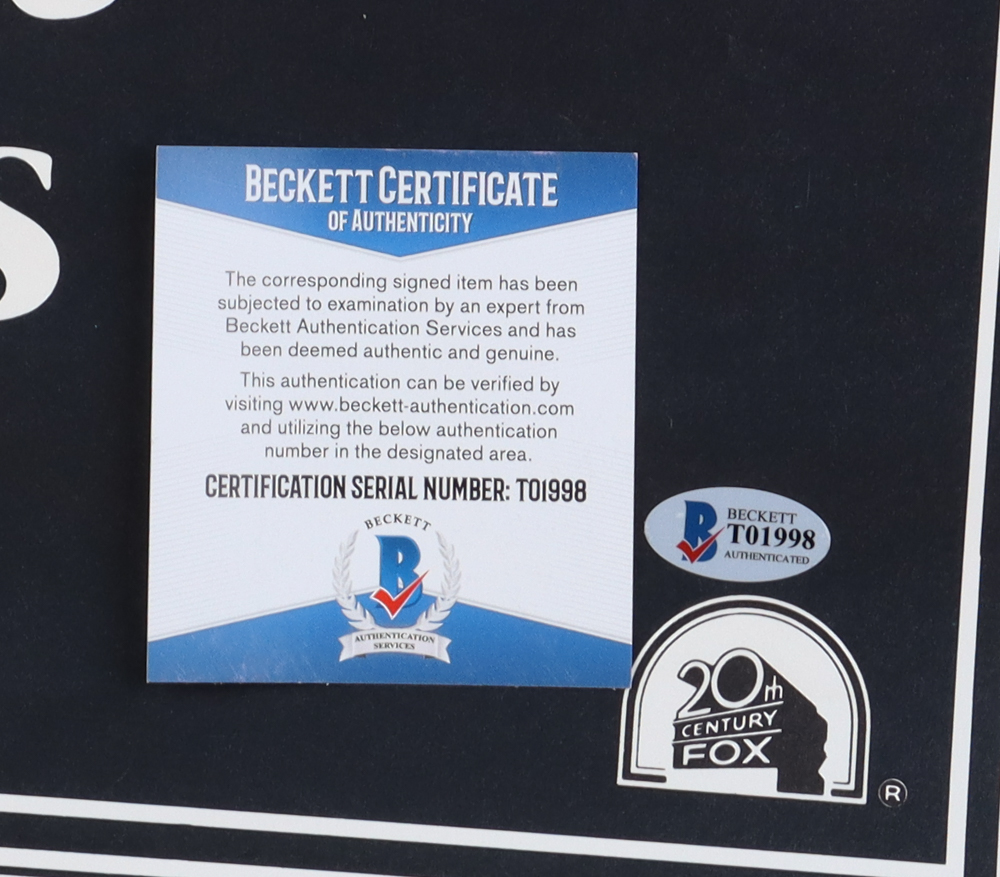 S
BECKETT CERTIFICATE
OF AUTHENTICITY
The corresponding signed item has been
subjected to examination by an expert from
Beckett Authentication Services and has
been deemed authentic and genuine.
This authentication can be verified by
visiting www.beckett-authentication.com
and utilizing the below authentication
number in the designated area.
CERTIFICATION SERIAL NUMBER: T01998
BECKETT
B
AUTHENTICATION
SERVICES
B
BECKETT
T01998
AUTHENTICATED
20th
CENTURY
FOX
®